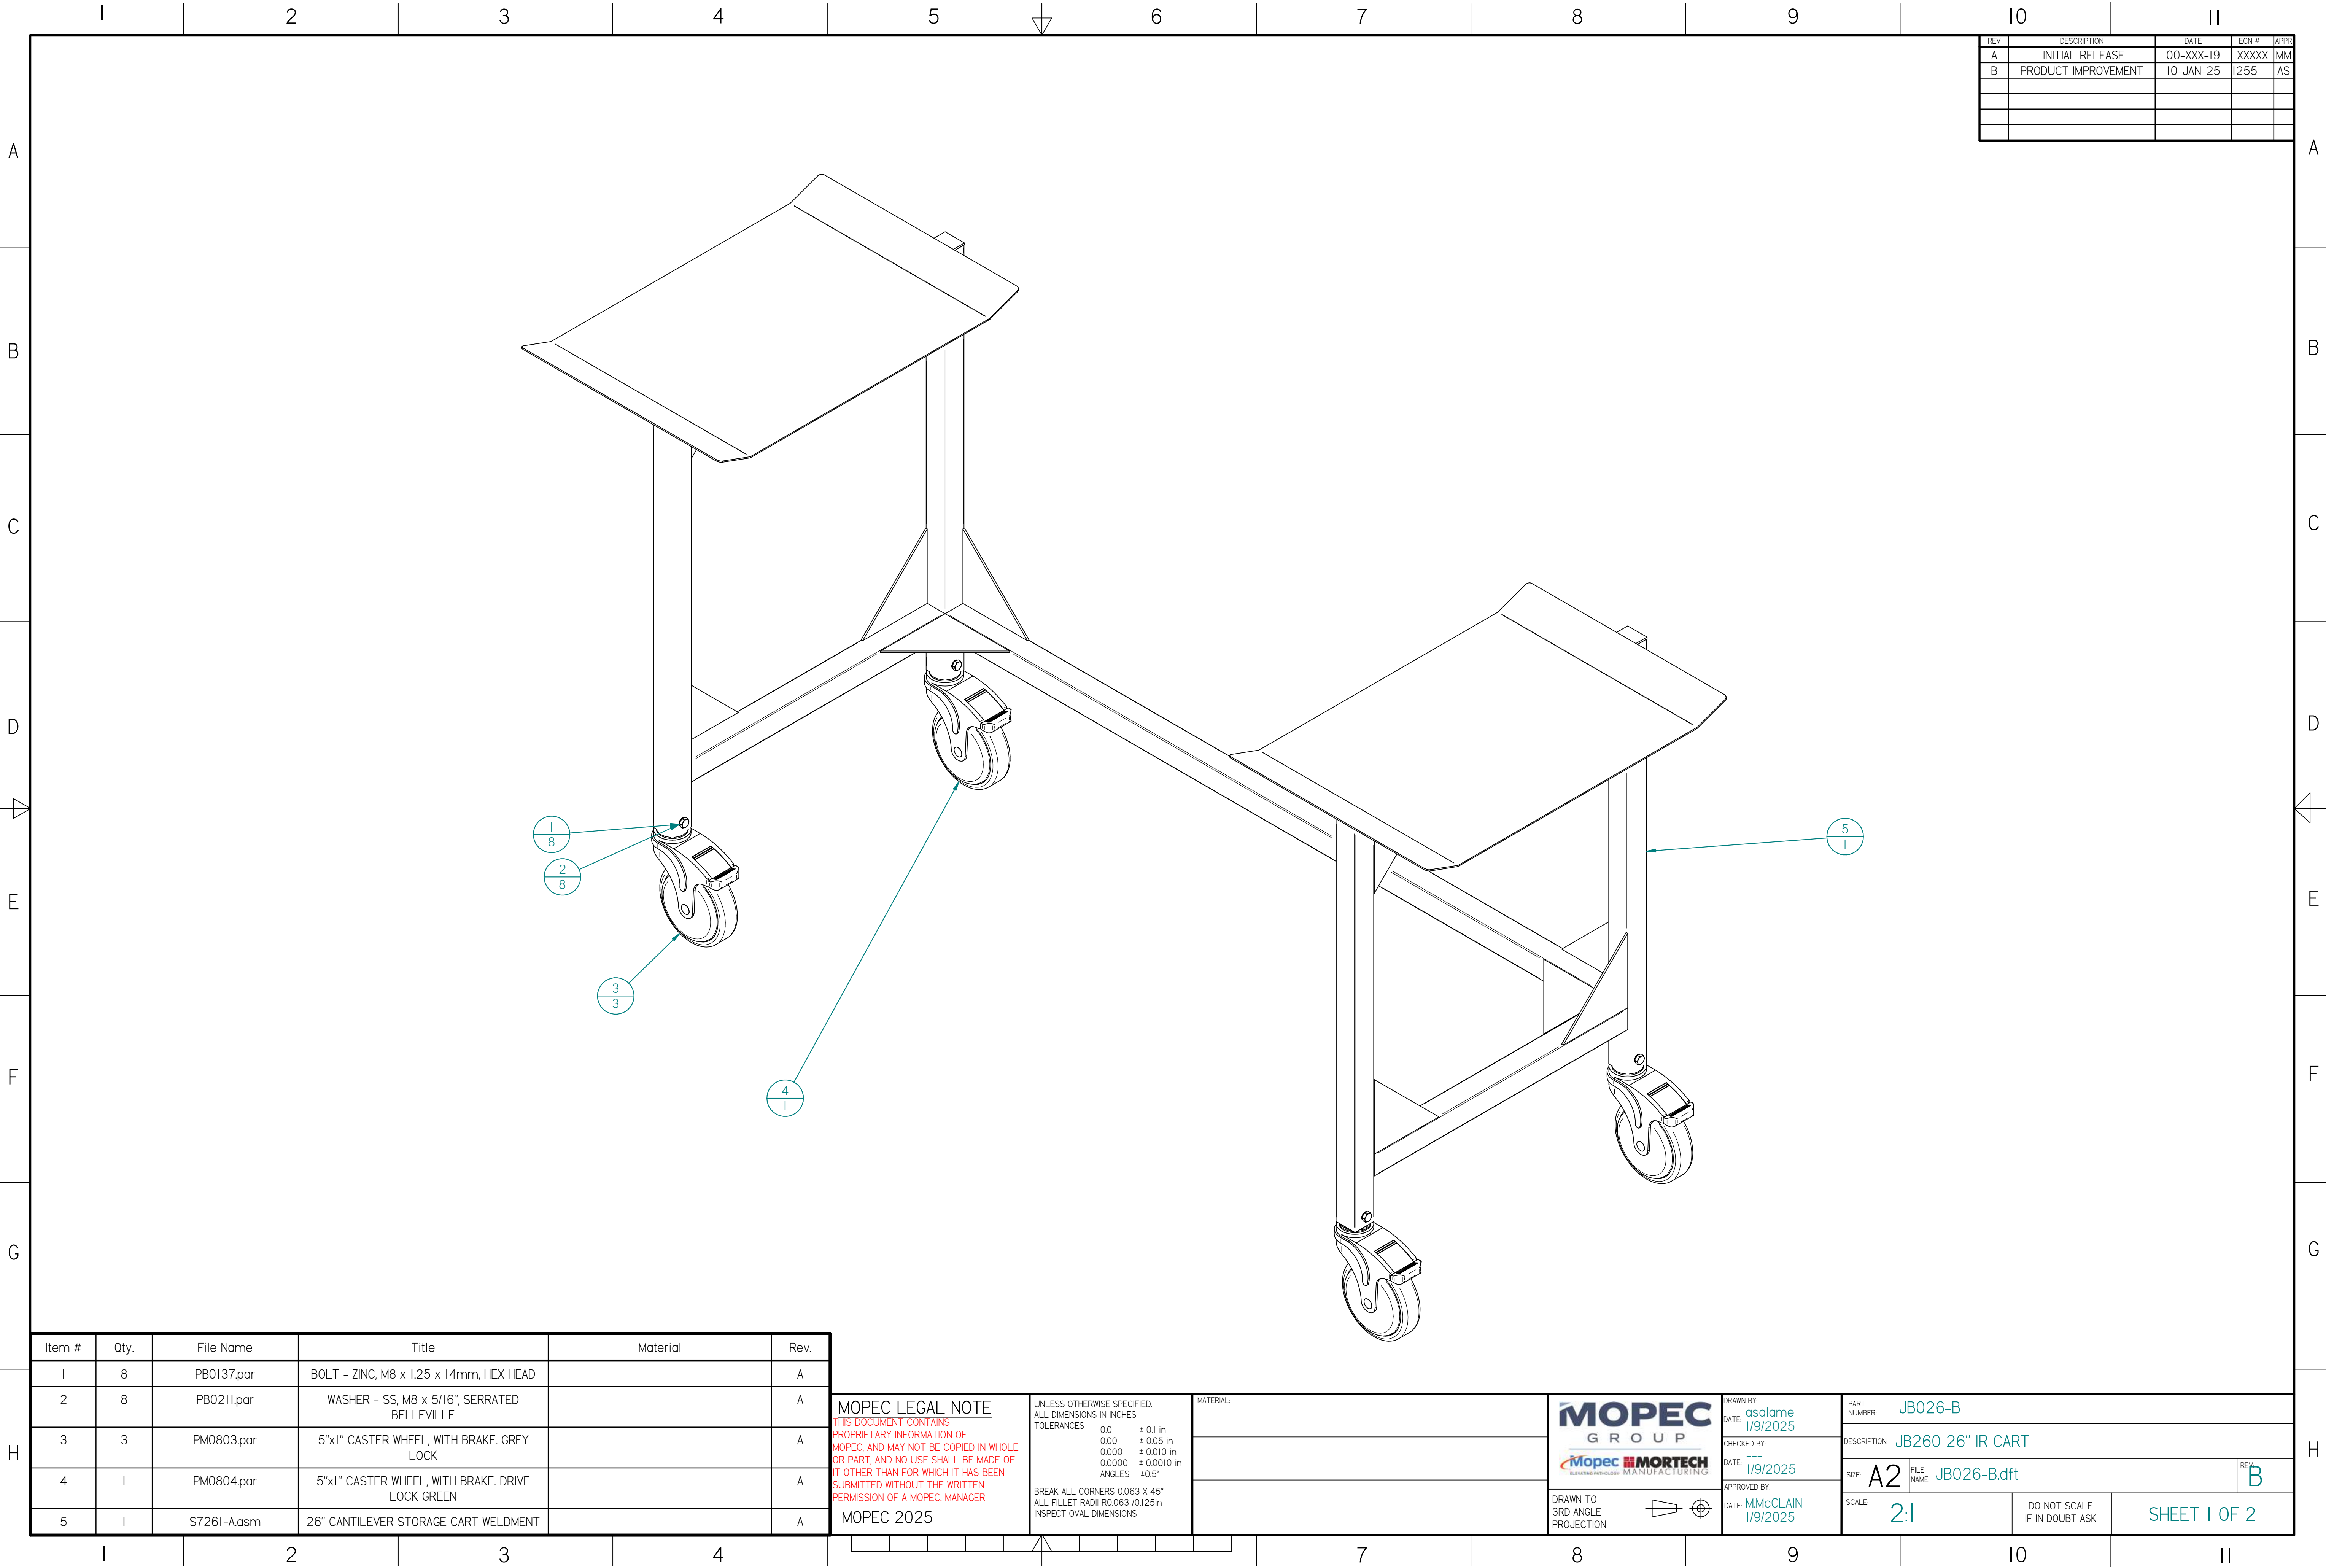 1 2 3 4 5 6 7 8 9 10 11
REV DESCRIPTION DATE ECN # APPR
A INITIAL RELEASE 00-XXX-19 XXXXX MM
B PRODUCT IMPROVEMENT 10-JAN-25 1255 AS
A A
B B
C C
D D
E E
F F
G G
H H
1
8
2
8
3
3
4
1
5
1
Item # Qty. File Name Title Material Rev.
1 8 PB0137.par BOLT - ZINC, M8 x 1.25 x 14mm, HEX HEAD A
2 8 PB0211.par WASHER - SS, M8 x 5/16", SERRATED A
BELLEVILLE
3 3 PM0803.par 5"x1" CASTER WHEEL, WITH BRAKE. GREY A
LOCK
4 1 PM0804.par 5"x1" CASTER WHEEL, WITH BRAKE. DRIVE A
LOCK GREEN
5 1 S7261-A.asm 26" CANTILEVER STORAGE CART WELDMENT A
MOPEC LEGAL NOTE
THIS DOCUMENT CONTAINS
PROPRIETARY INFORMATION OF
MOPEC, AND MAY NOT BE COPIED IN WHOLE
OR PART, AND NO USE SHALL BE MADE OF
IT OTHER THAN FOR WHICH IT HAS BEEN
SUBMITTED WITHOUT THE WRITTEN
PERMISSION OF A MOPEC. MANAGER
MOPEC 2025
UNLESS OTHERWISE SPECIFIED:
ALL DIMENSIONS IN INCHES
TOLERANCES
0.0 ± 0.1 in
0.00 ± 0.05 in
0.000 ± 0.010 in
0.0000 ± 0.0010 in
ANGLES ±0.5°
BREAK ALL CORNERS 0.063 X 45°
ALL FILLET RADII R0.063 /0.125in
INSPECT OVAL DIMENSIONS
MATERIAL:
MOPEC
GROUP
Mopec MORTECH
ELEVATING PATHOLOGY MANUFACTURING
DRAWN TO
3RD ANGLE
PROJECTION
DRAWN BY:
asalame
DATE: 1/9/2025
CHECKED BY:
---
DATE: 1/9/2025
APPROVED BY:
M.McCLAIN
DATE: 1/9/2025
PART
NUMBER: JB026-B
DESCRIPTION: JB260 26" IR CART
SIZE: A2 FILE NAME: JB026-B.dft REV: B
SCALE: 2:1
DO NOT SCALE
IF IN DOUBT ASK
SHEET 1 OF 2
1 2 3 4 7 8 9 10 11